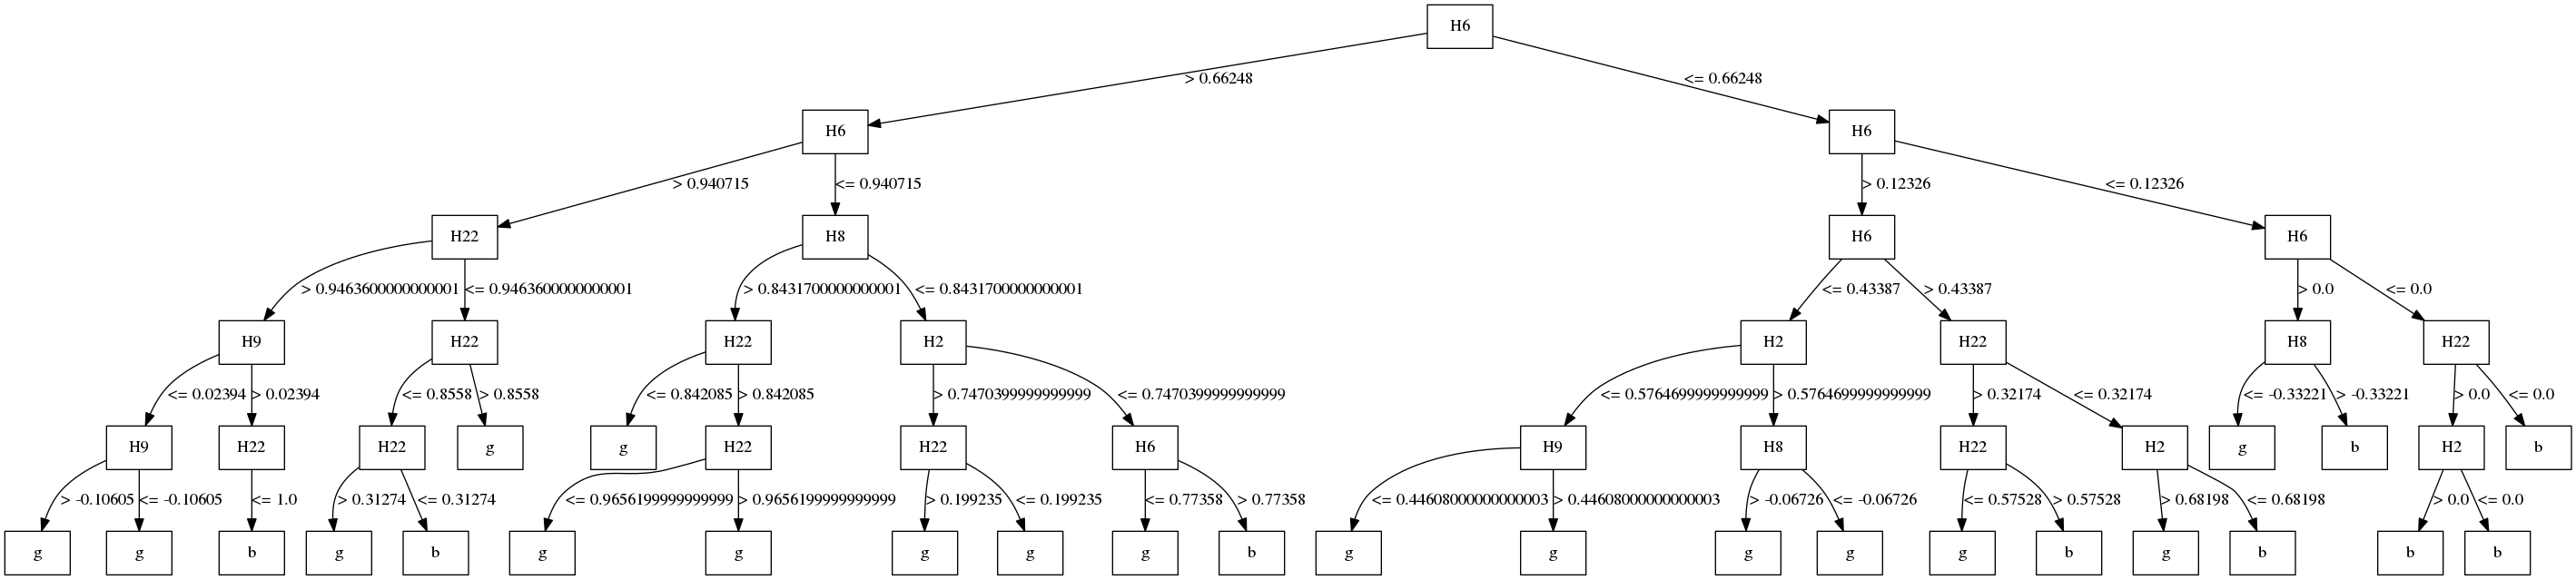 H6
> 0.66248 <= 0.66248
H6 H6
> 0.940715 <= 0.940715 > 0.12326 <= 0.12326
H22 H8 H6 H6
> 0.9463600000000001 <= 0.9463600000000001 > 0.8431700000000001 <= 0.8431700000000001 <= 0.43387 > 0.43387 > 0.0 <= 0.0
H9 H22 H22 H2 H2 H22 H8 H22
<= 0.02394 > 0.02394 <= 0.8558 > 0.8558 <= 0.842085 > 0.842085 > 0.7470399999999999 <= 0.7470399999999999 <= 0.5764699999999999 > 0.5764699999999999 > 0.32174 <= 0.32174 <= -0.33221 > -0.33221 > 0.0 <= 0.0
H9 H22 H22 g g H22 H22 H6 H9 H8 H22 H2 g b H2 b
> -0.10605 <= -0.10605 <= 1.0 > 0.31274 <= 0.31274 <= 0.9656199999999999 > 0.9656199999999999 > 0.199235 <= 0.199235 <= 0.77358 > 0.77358 <= 0.44608000000000003 > 0.44608000000000003 > -0.06726 <= -0.06726 <= 0.57528 > 0.57528 > 0.68198 <= 0.68198 > 0.0 <= 0.0
g g b g b g g g g g b g g g g g b g b b b